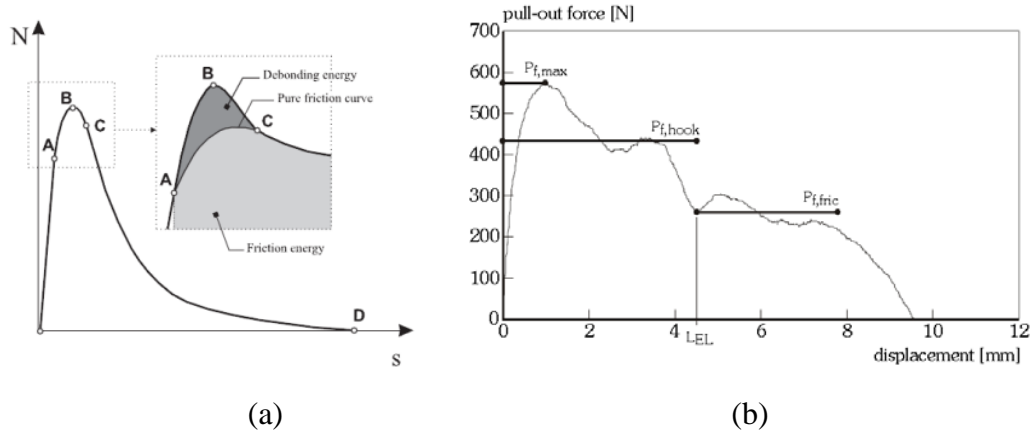 N
B
A
C
D
s
B
Debonding energy
Pure friction curve
C
A
Friction energy
(a)
pull-out force [N]
700
600
500
400
300
200
100
0
Pf,max
Pf,hook
Pf,fric
0
2
4
6
8
10
12
LEL
displacement [mm]
(b)